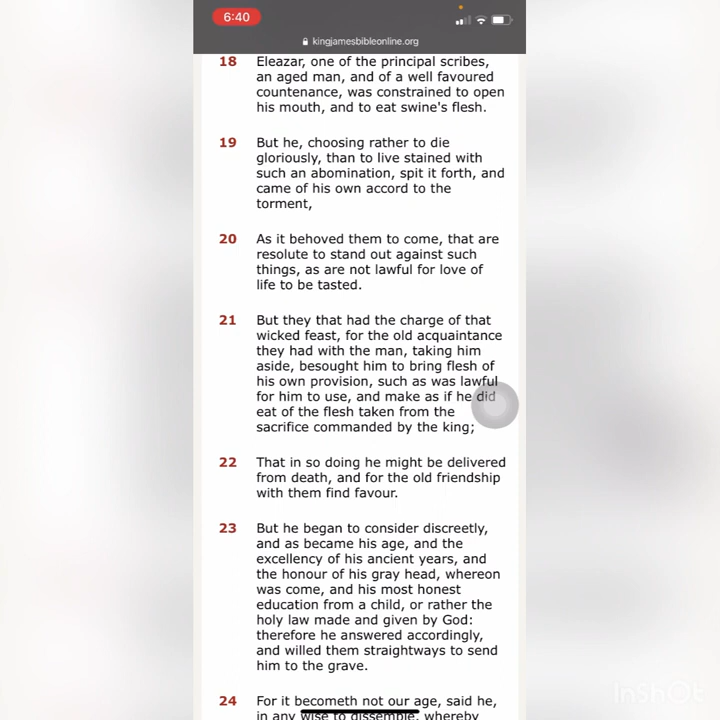 6:40
kingjamesbibleonline.org
18 Eleazar, one of the principal scribes,
an aged man, and of a well favoured
countenance, was constrained to open
his mouth, and to eat swine's flesh.
19 But he, choosing rather to die
gloriously, than to live stained with
such an abomination, spit it forth, and
came of his own accord to the
torment,
20 As it behoved them to come, that are
resolute to stand out against such
things, as are not lawful for love of
life to be tasted.
21 But they that had the charge of that
wicked feast, for the old acquaintance
they had with the man, taking him
aside, besought him to bring flesh of
his own provision, such as was lawful
for him to use, and make as if he did
eat of the flesh taken from the
sacrifice commanded by the king;
22 That in so doing he might be delivered
from death, and for the old friendship
with them find favour.
23 But he began to consider discreetly,
and as became his age, and the
excellency of his ancient years, and
the honour of his gray head, whereon
was come, and his most honest
education from a child, or rather the
holy law made and given by God:
therefore he answered accordingly,
and willed them straightways to send
him to the grave.
24 For it becometh not our age, said he,
in any wise to dissemble, whereby
InShOt